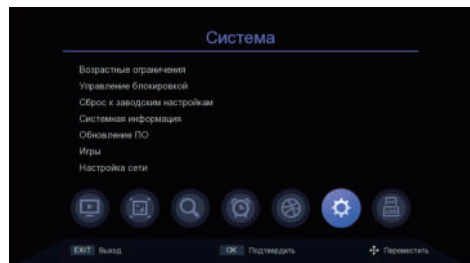 Система
Возрастные ограничения
Управление блокировкой
Сброс к заводским настройкам
Системная информация
Обновление ПО
Игры
Настройка сети
EXIT Выход OK Подтвердить Переместить